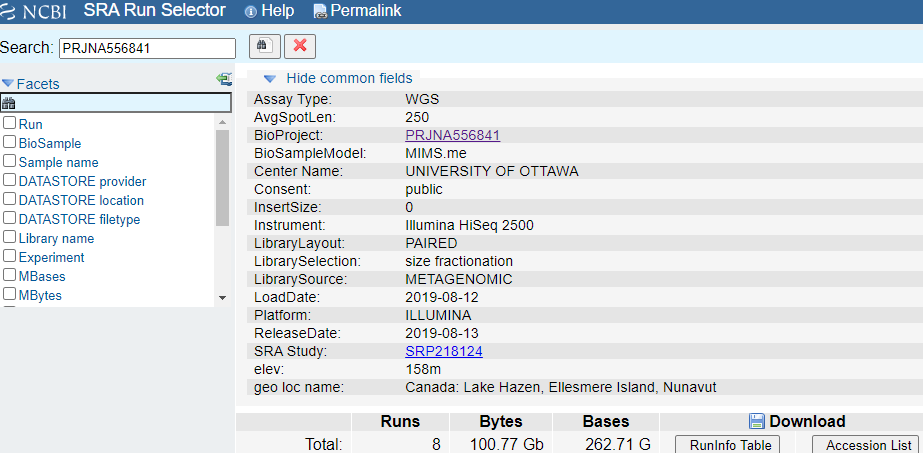 NCBI SRA Run Selector Help Permalink
Search: PRJNA556841
Facets
Run
BioSample
Sample name
DATASTORE provider
DATASTORE location
DATASTORE filetype
Library name
Experiment
MBases
MBytes
Hide common fields
Assay Type: WGS
AvgSpotLen: 250
BioProject: PRJNA556841
BioSampleModel: MIMS.me
Center Name: UNIVERSITY OF OTTAWA
Consent: public
InsertSize: 0
Instrument: Illumina HiSeq 2500
LibraryLayout: PAIRED
LibrarySelection: size fractionation
LibrarySource: METAGENOMIC
LoadDate: 2019-08-12
Platform: ILLUMINA
ReleaseDate: 2019-08-13
SRA Study: SRP218124
elev: 158m
geo loc name: Canada: Lake Hazen, Ellesmere Island, Nunavut
Runs Bytes Bases Download
Total: 8 100.77 Gb 262.71 G RunInfo Table Accession List